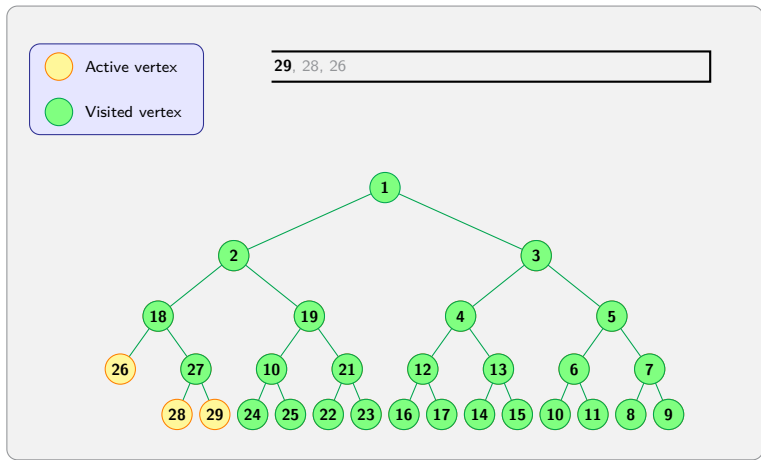 Active vertex
Visited vertex
29, 28, 26
1
2 3
18 19 4 5
26 27 10 21 12 13 6 7
28 29 24 25 22 23 16 17 14 15 10 11 8 9